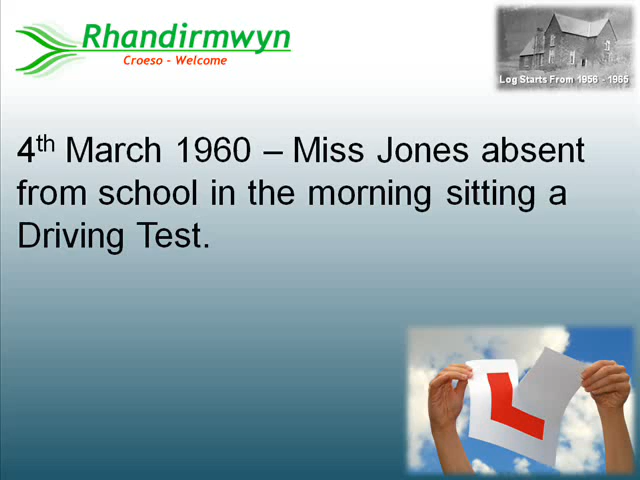 Rhandirmwyn
Croeso - Welcome
Log Starts From 1956 - 1965
4th March 1960 – Miss Jones absent
from school in the morning sitting a
Driving Test.
L